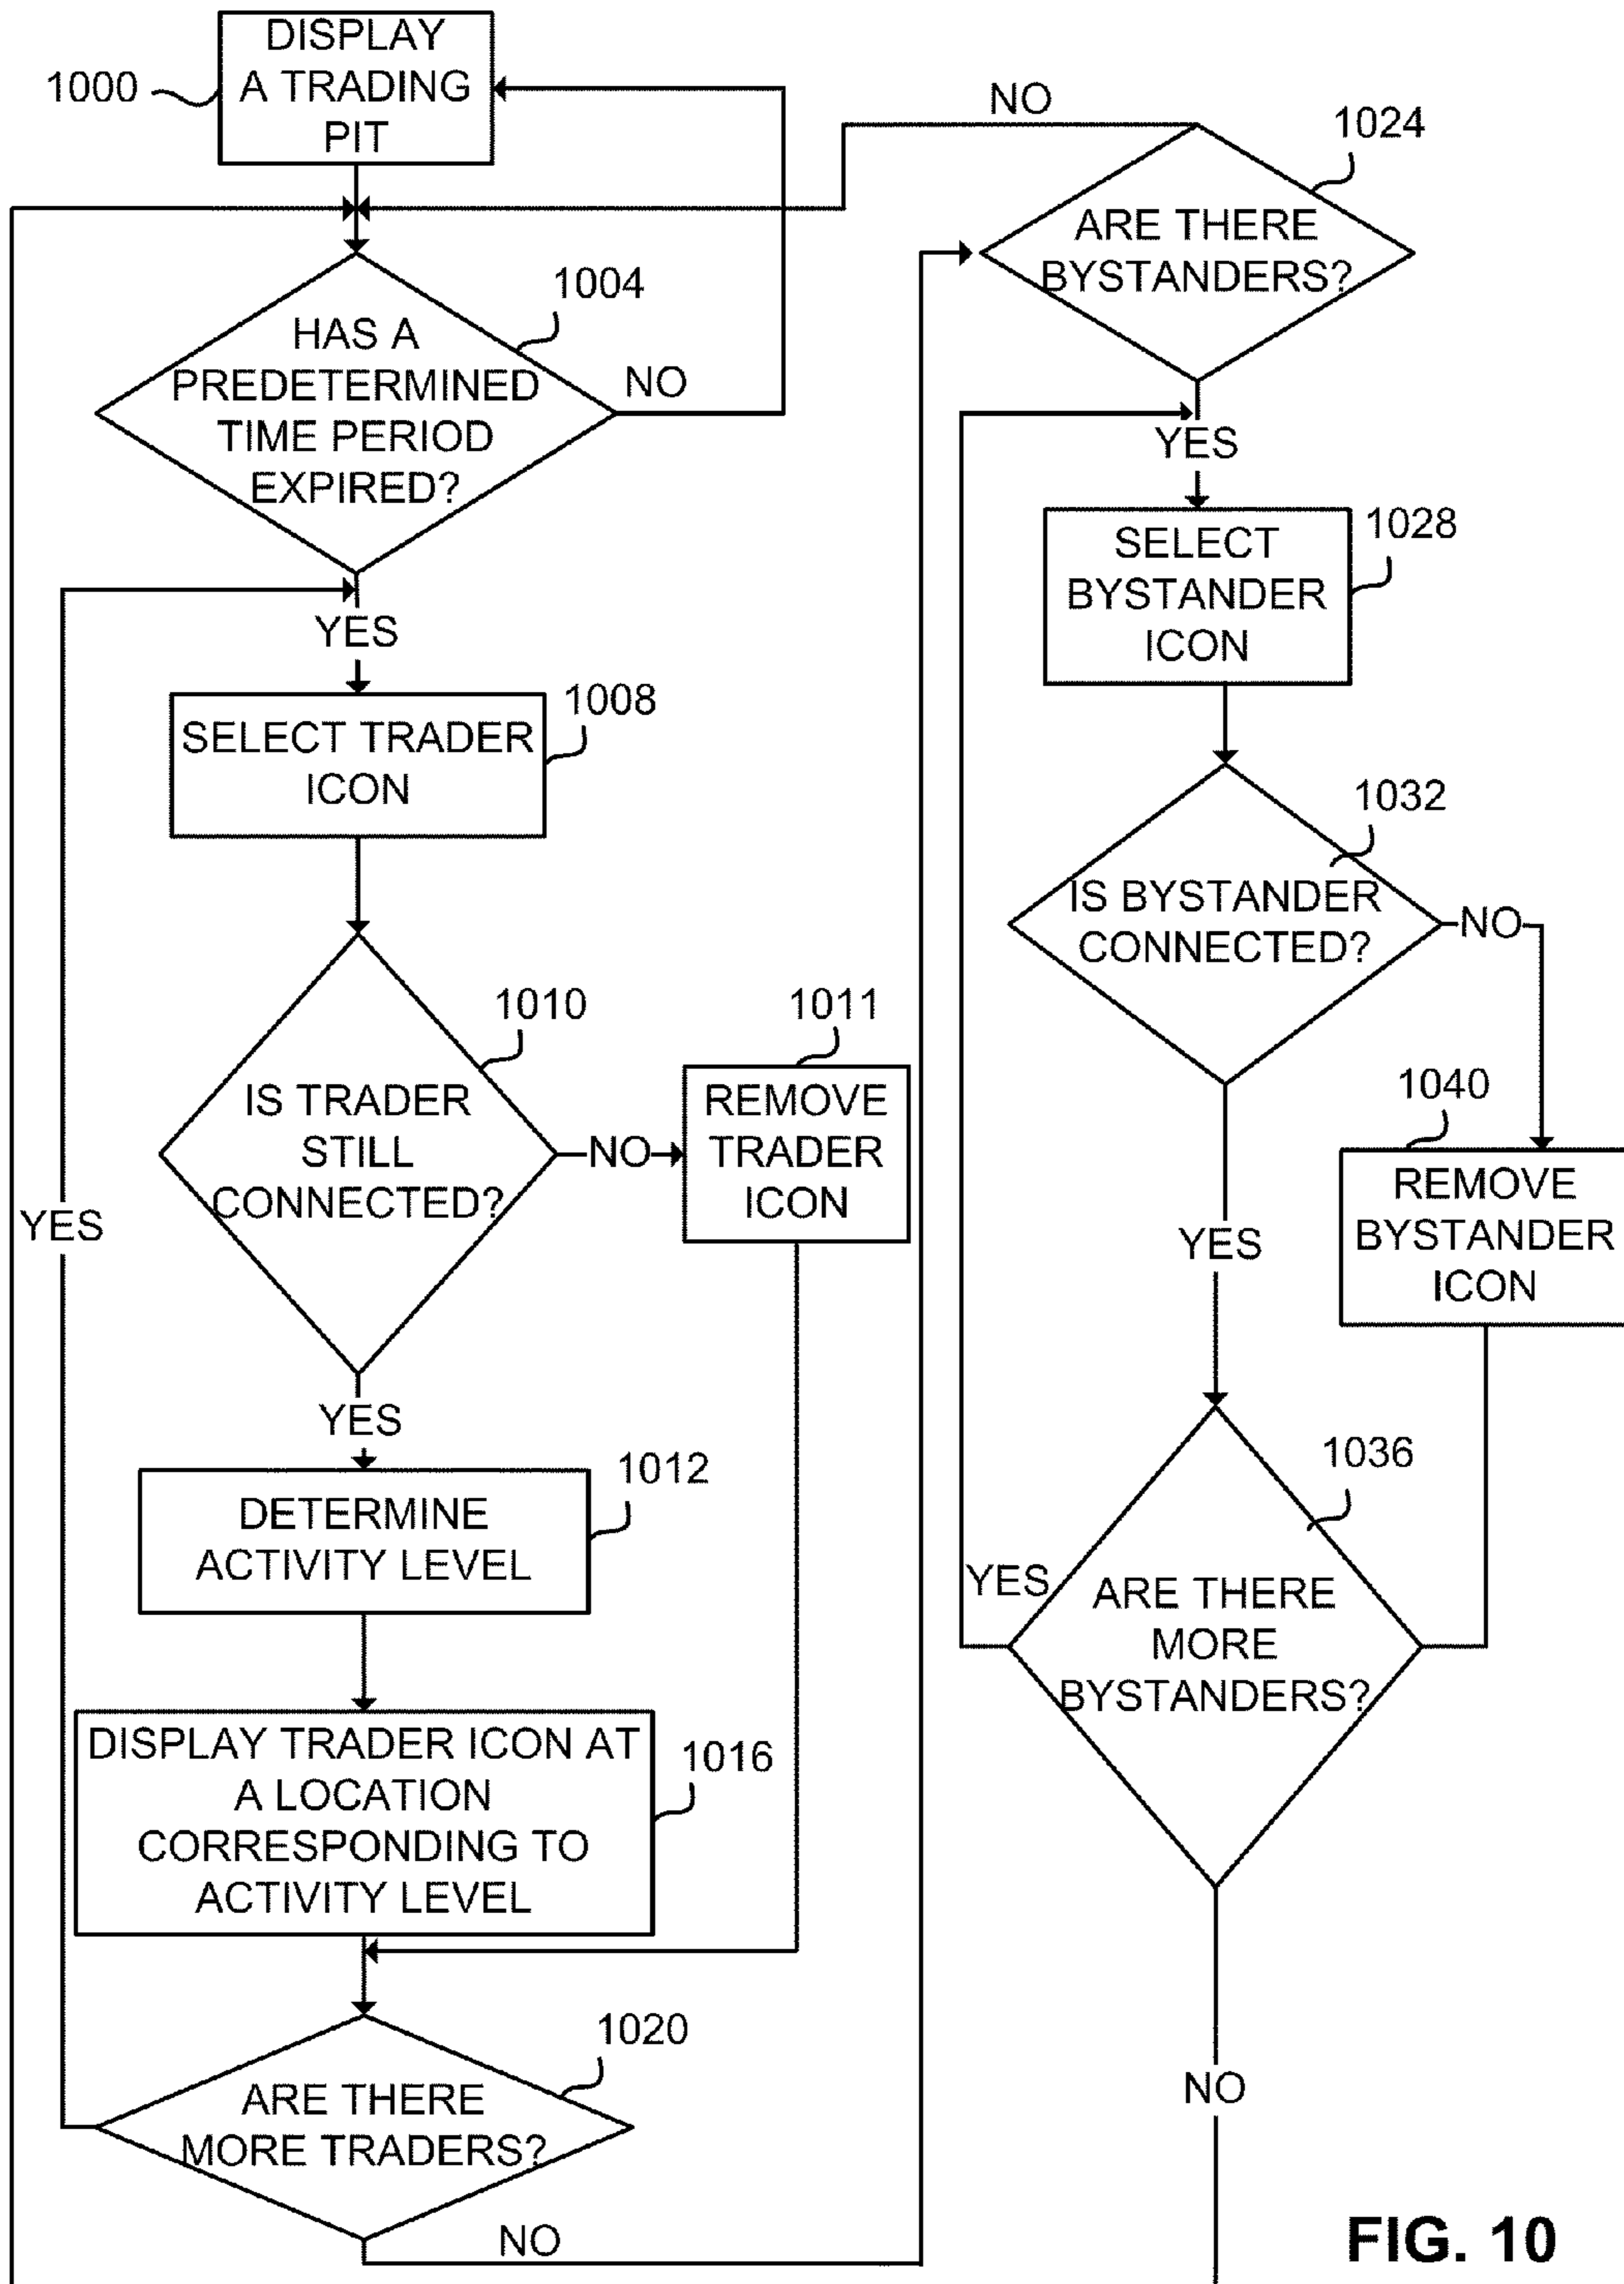 DISPLAY
A TRADING
PIT
1000
HAS A
PREDETERMINED
TIME PERIOD
EXPIRED?
1004
NO
YES
SELECT TRADER
ICON
1008
IS TRADER
STILL
CONNECTED?
1010
NO
REMOVE
TRADER
ICON
1011
YES
DETERMINE
ACTIVITY LEVEL
1012
DISPLAY TRADER ICON AT
A LOCATION
CORRESPONDING TO
ACTIVITY LEVEL
1016
ARE THERE
MORE TRADERS?
1020
YES
NO
ARE THERE
BYSTANDERS?
1024
NO
YES
SELECT
BYSTANDER
ICON
1028
IS BYSTANDER
CONNECTED?
1032
NO
REMOVE
BYSTANDER
ICON
1040
YES
ARE THERE
MORE
BYSTANDERS?
1036
YES
NO
FIG. 10